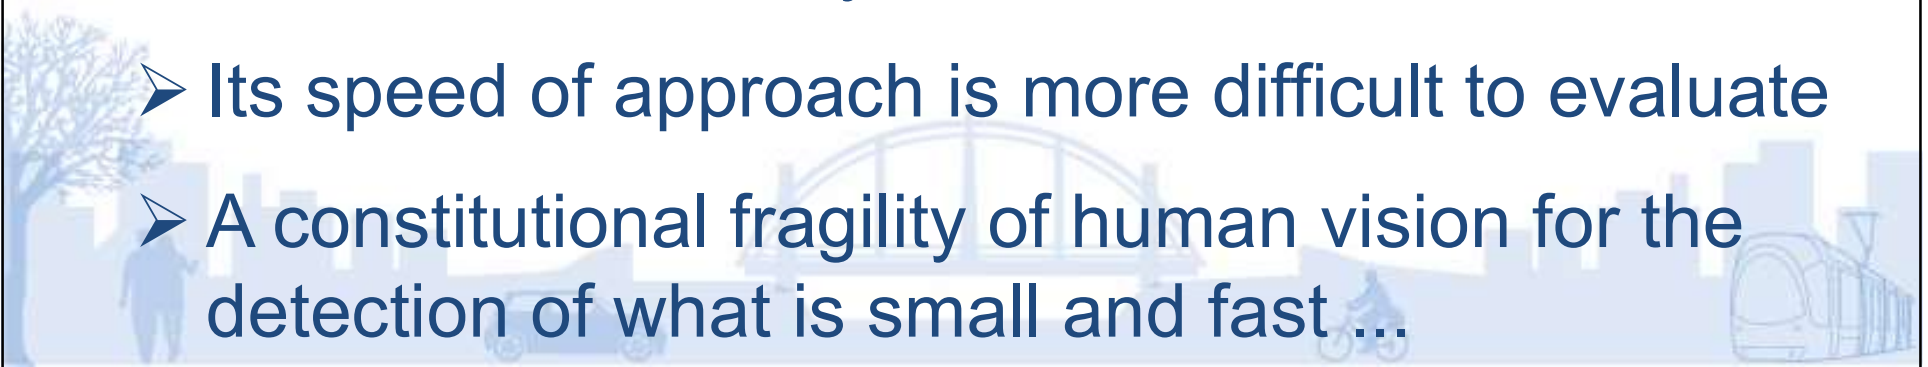 ➢ Its speed of approach is more difficult to evaluate
➢ A constitutional fragility of human vision for the
detection of what is small and fast ...